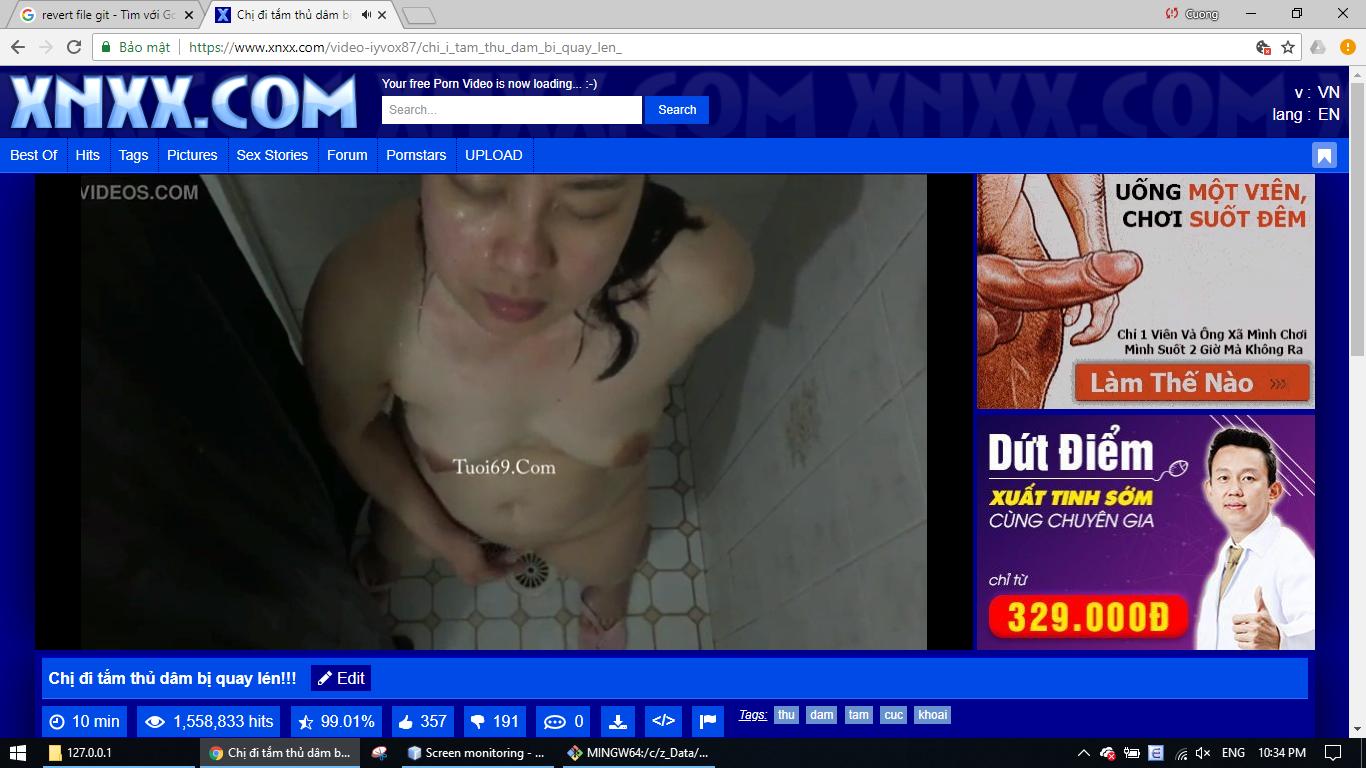 revert file git - Tìm với Go
Chị đi tắm thủ dâm bị
Cuong
Bảo mật
https://www.xnxx.com/video-iyvox87/chi_i_tam_thu_dam_bi_quay_len_
XNXX.COM
Your free Porn Video is now loading... :-)
Search...
Search
v : VN
lang : EN
Best Of Hits Tags Pictures Sex Stories Forum Pornstars UPLOAD
VIDEOS.COM
Tuoi69.Com
UỐNG MỘT VIÊN,
CHƠI SUỐT ĐÊM
Chỉ 1 Viên Và Ông Xã Mình Chơi
Mình Suốt 2 Giờ Mà Không Ra
Làm Thế Nào >>>
Dứt Điểm
XUẤT TINH SỚM
CÙNG CHUYÊN GIA
chỉ từ
329.000Đ
Chị đi tắm thủ dâm bị quay lén!!! Edit
10 min 1,558,833 hits 99.01% 357 191 0 </> Tags: thu dam tam cuc khoai
127.0.0.1 Chị đi tắm thủ dâm b... Screen monitoring - ... MINGW64:/c/z_Data/... ENG 10:34 PM